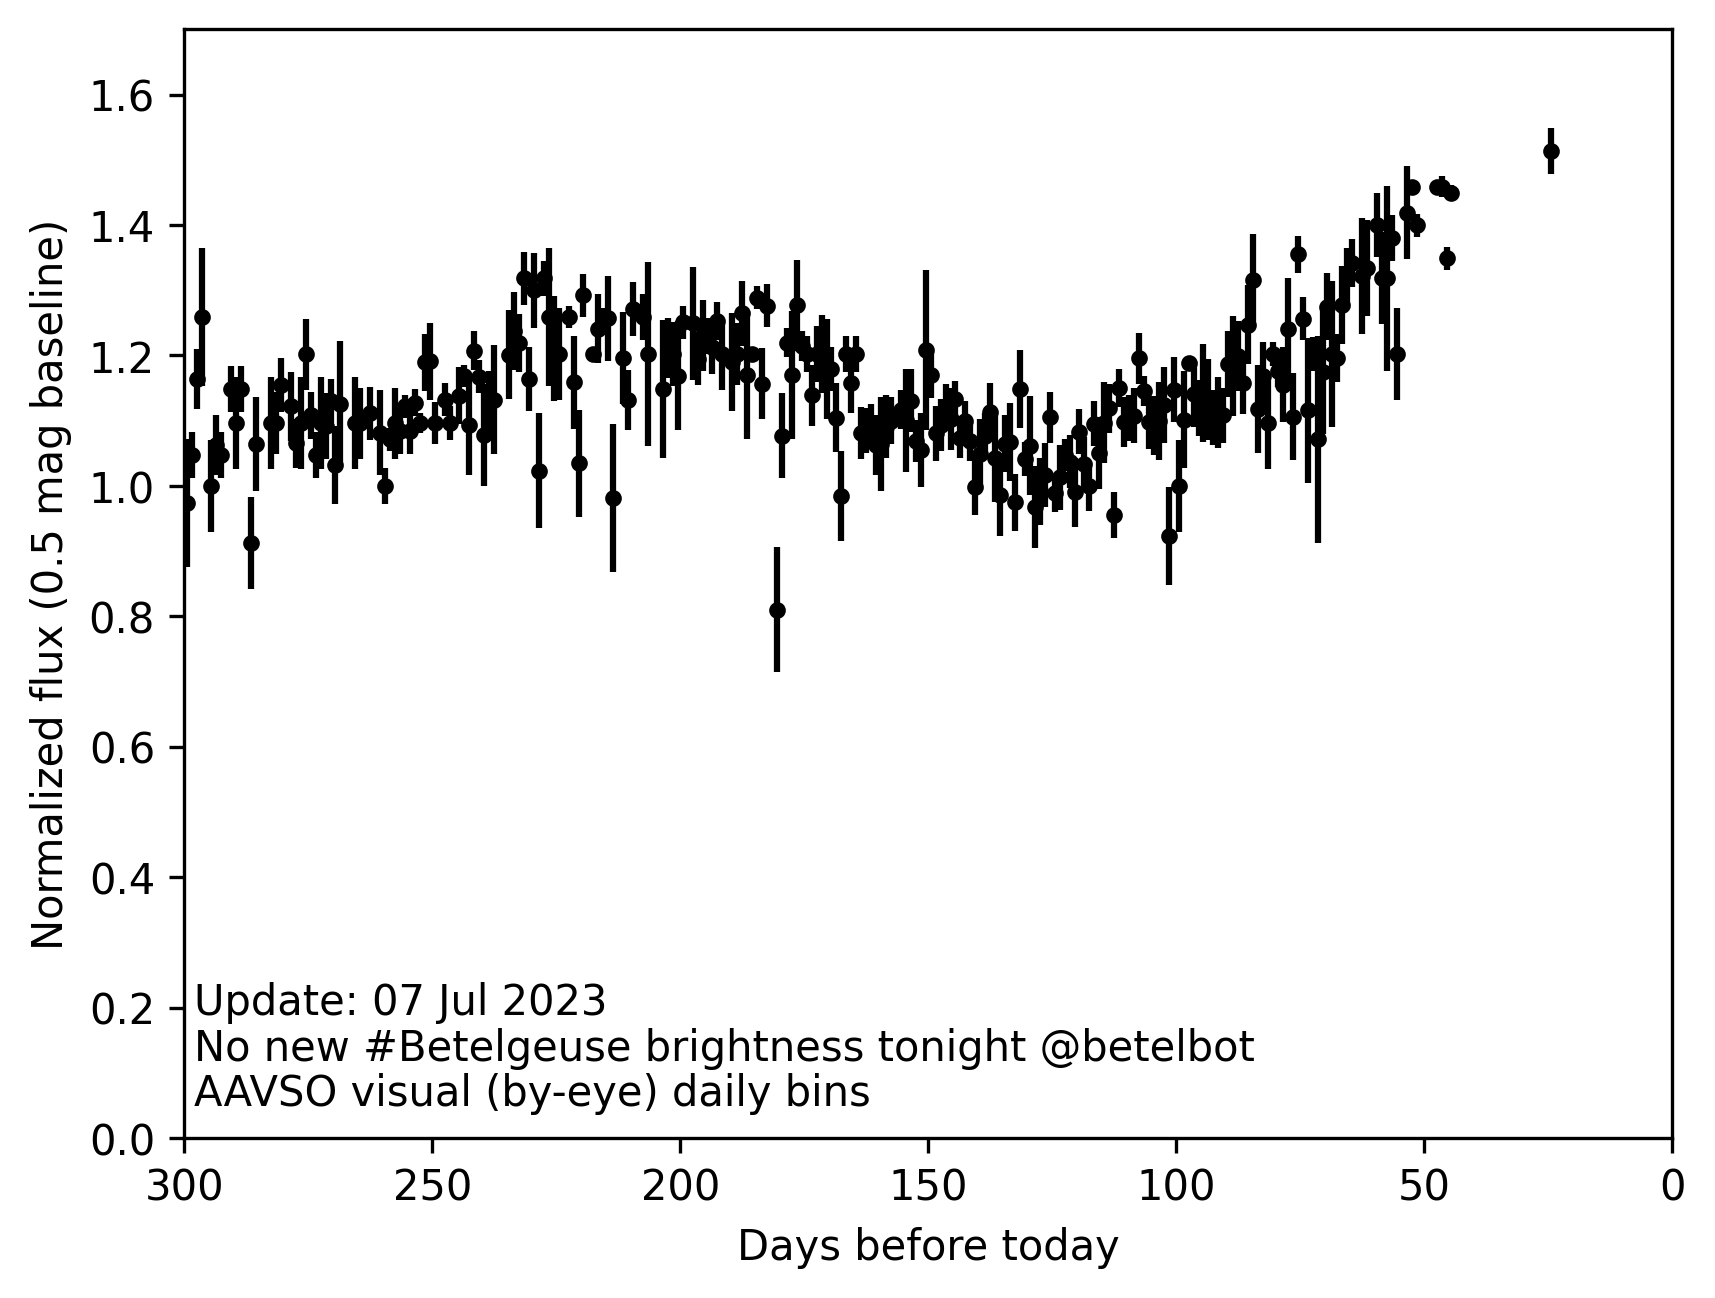 Normalized flux (0.5 mag baseline)
1.6
1.4
1.2
1.0
0.8
0.6
0.4
0.2
0.0
Update: 07 Jul 2023
No new #Betelgeuse brightness tonight @betelbot
AAVSO visual (by-eye) daily bins
300 250 200 150 100 50 0
Days before today